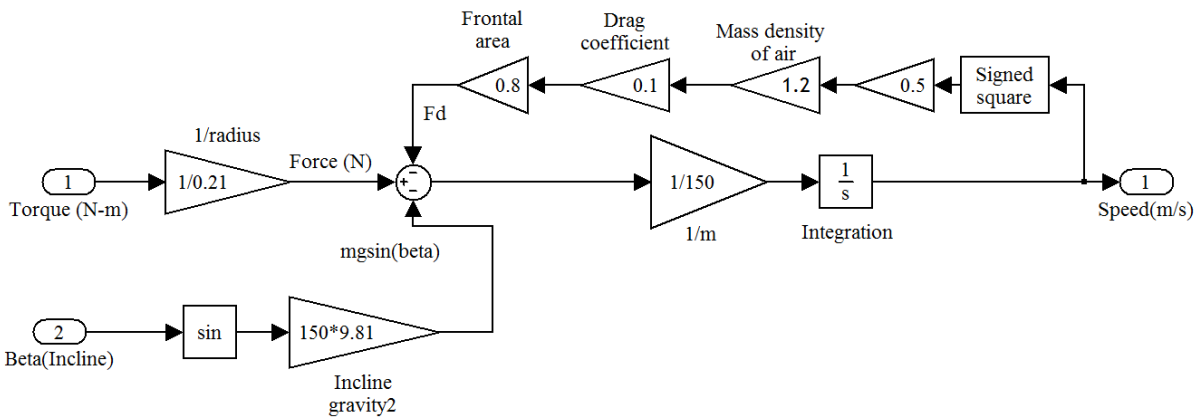 Frontal
area
Drag
coefficient
Mass density
of air
0.8
0.1
1.2
0.5
Signed
square
Fd
1/radius
Force (N)
1
1/0.21
+
−
−
1/150
1
s
1
Torque (N-m)
1/m
Integration
Speed(m/s)
mgsin(beta)
2
sin
150*9.81
Beta(Incline)
Incline
gravity2